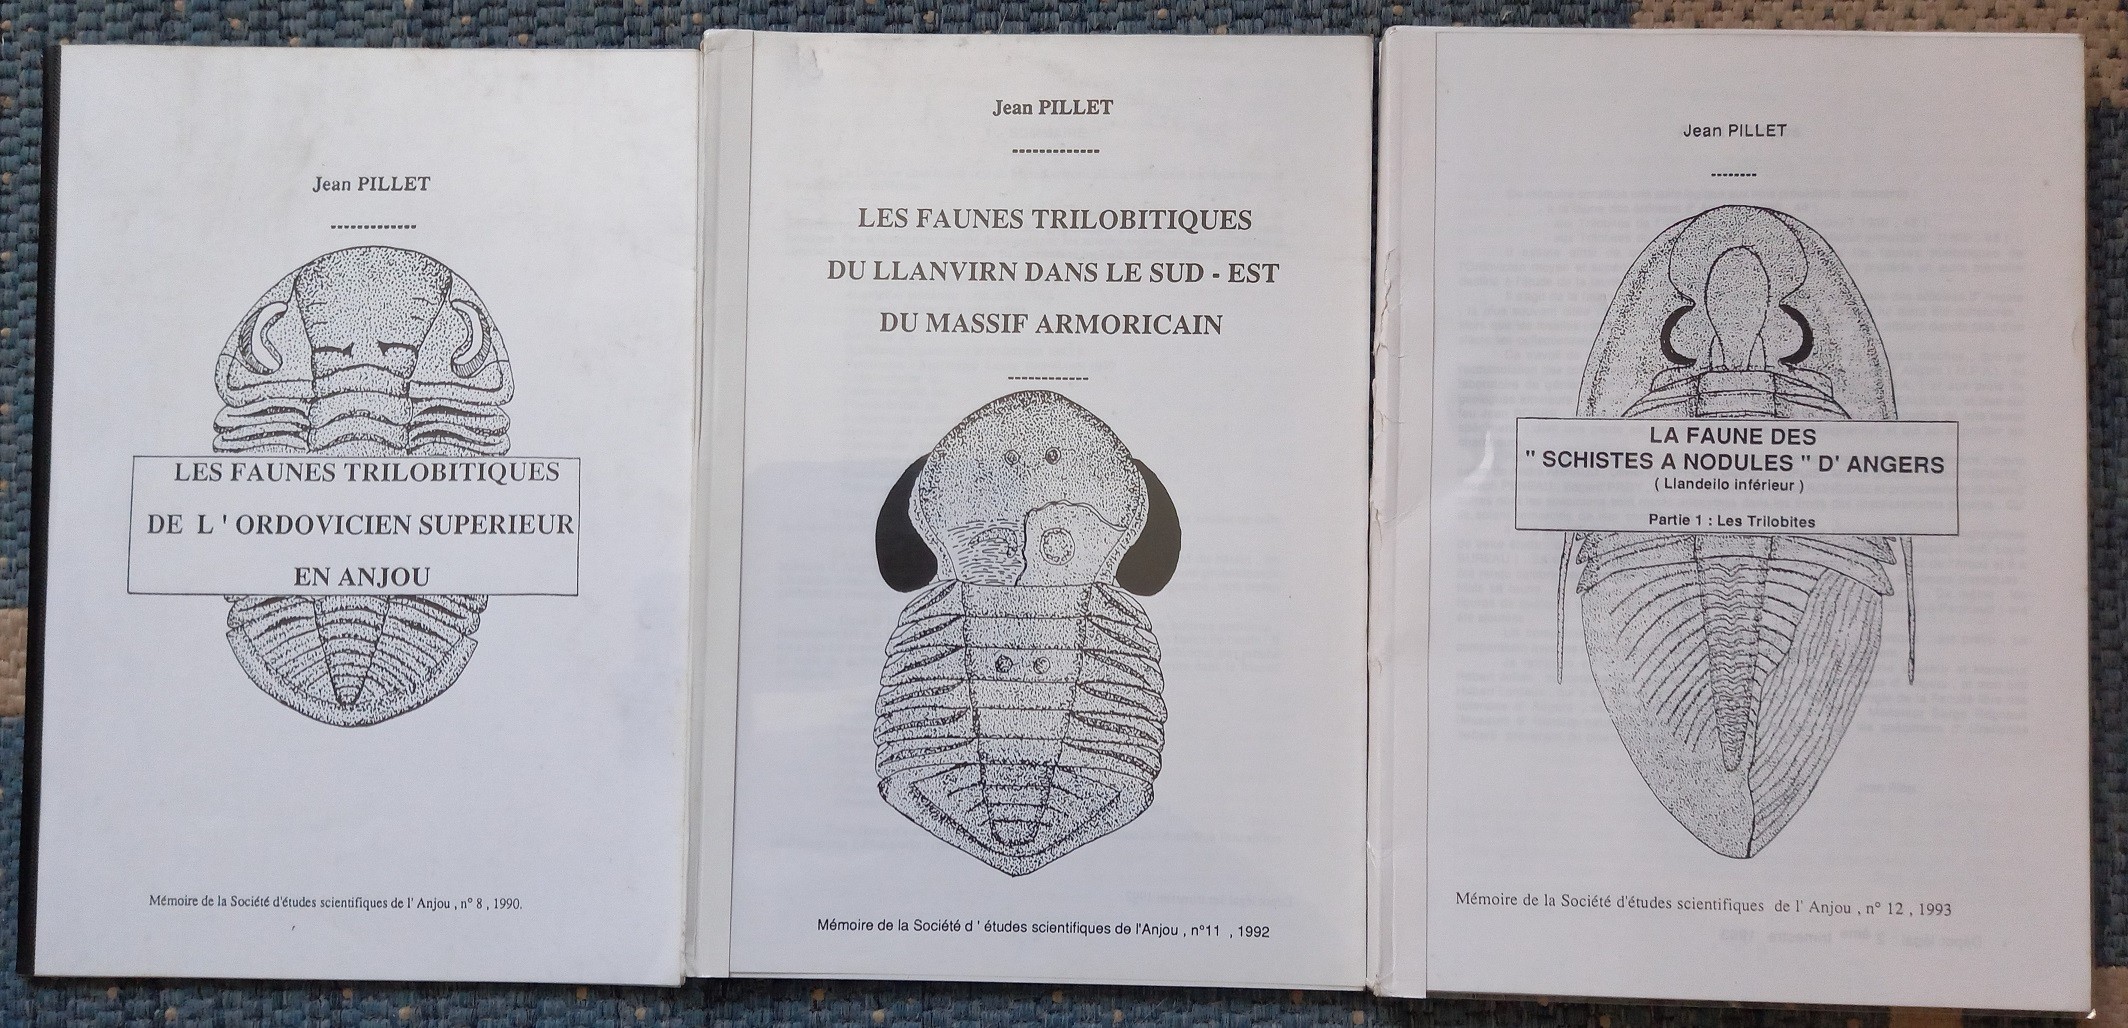 Jean PILLET
-------------
LES FAUNES TRILOBITIQUES
DE L ' ORDOVICIEN SUPERIEUR
EN ANJOU
Mémoire de la Société d'études scientifiques de l' Anjou , n° 8 , 1990.
Jean PILLET
-------------
LES FAUNES TRILOBITIQUES
DU LLANVIRN DANS LE SUD - EST
DU MASSIF ARMORICAIN
------------
Mémoire de la Société d ' études scientifiques de l'Anjou , n°11 , 1992
Jean PILLET
--------
LA FAUNE DES
" SCHISTES A NODULES " D' ANGERS
( Llandeilo inférieur )
Partie 1 : Les Trilobites
Mémoire de la Société d'études scientifiques de l' Anjou , n° 12 , 1993